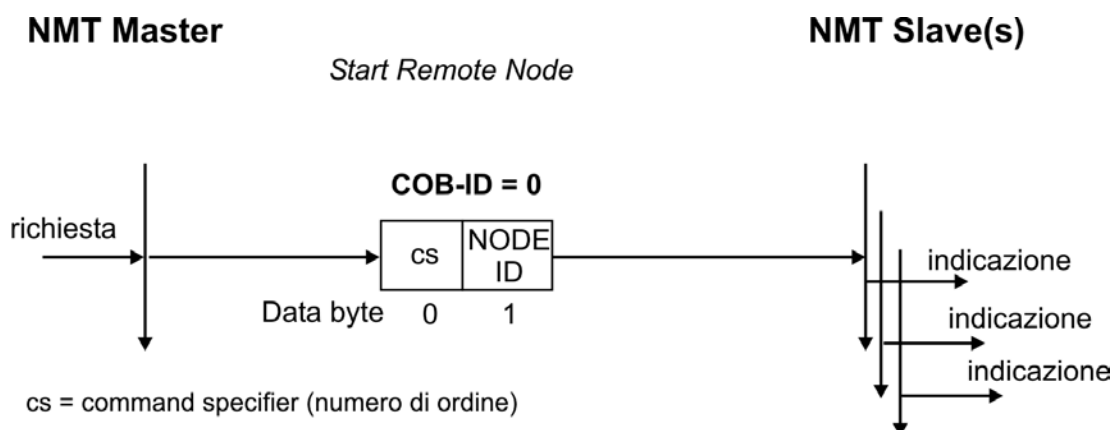 NMT Master
NMT Slave(s)
Start Remote Node
COB-ID = 0
richiesta
cs
NODE
ID
indicazione
Data byte
0
1
indicazione
indicazione
cs = command specifier (numero di ordine)